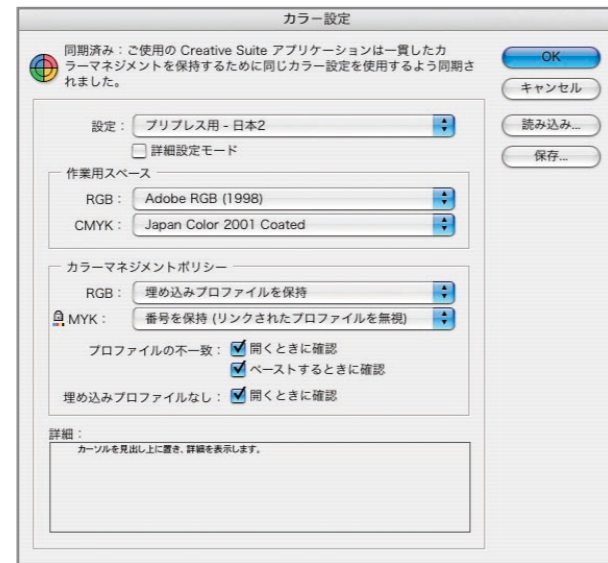 カラー設定
同期済み：ご使用の Creative Suite アプリケーションは一貫したカ
ラーマネジメントを保持するために同じカラー設定を使用するよう同期さ
れました。
OK
キャンセル
読み込み...
保存...
設定： プリプレス用 - 日本2
詳細設定モード
作業用スペース
RGB： Adobe RGB (1998)
CMYK： Japan Color 2001 Coated
カラーマネジメントポリシー
RGB： 埋め込みプロファイルを保持
MYK： 番号を保持 (リンクされたプロファイルを無視)
プロファイルの不一致： 開くときに確認
ペーストするときに確認
埋め込みプロファイルなし： 開くときに確認
詳細：
カーソルを見出し上に置き、詳細を表示します。